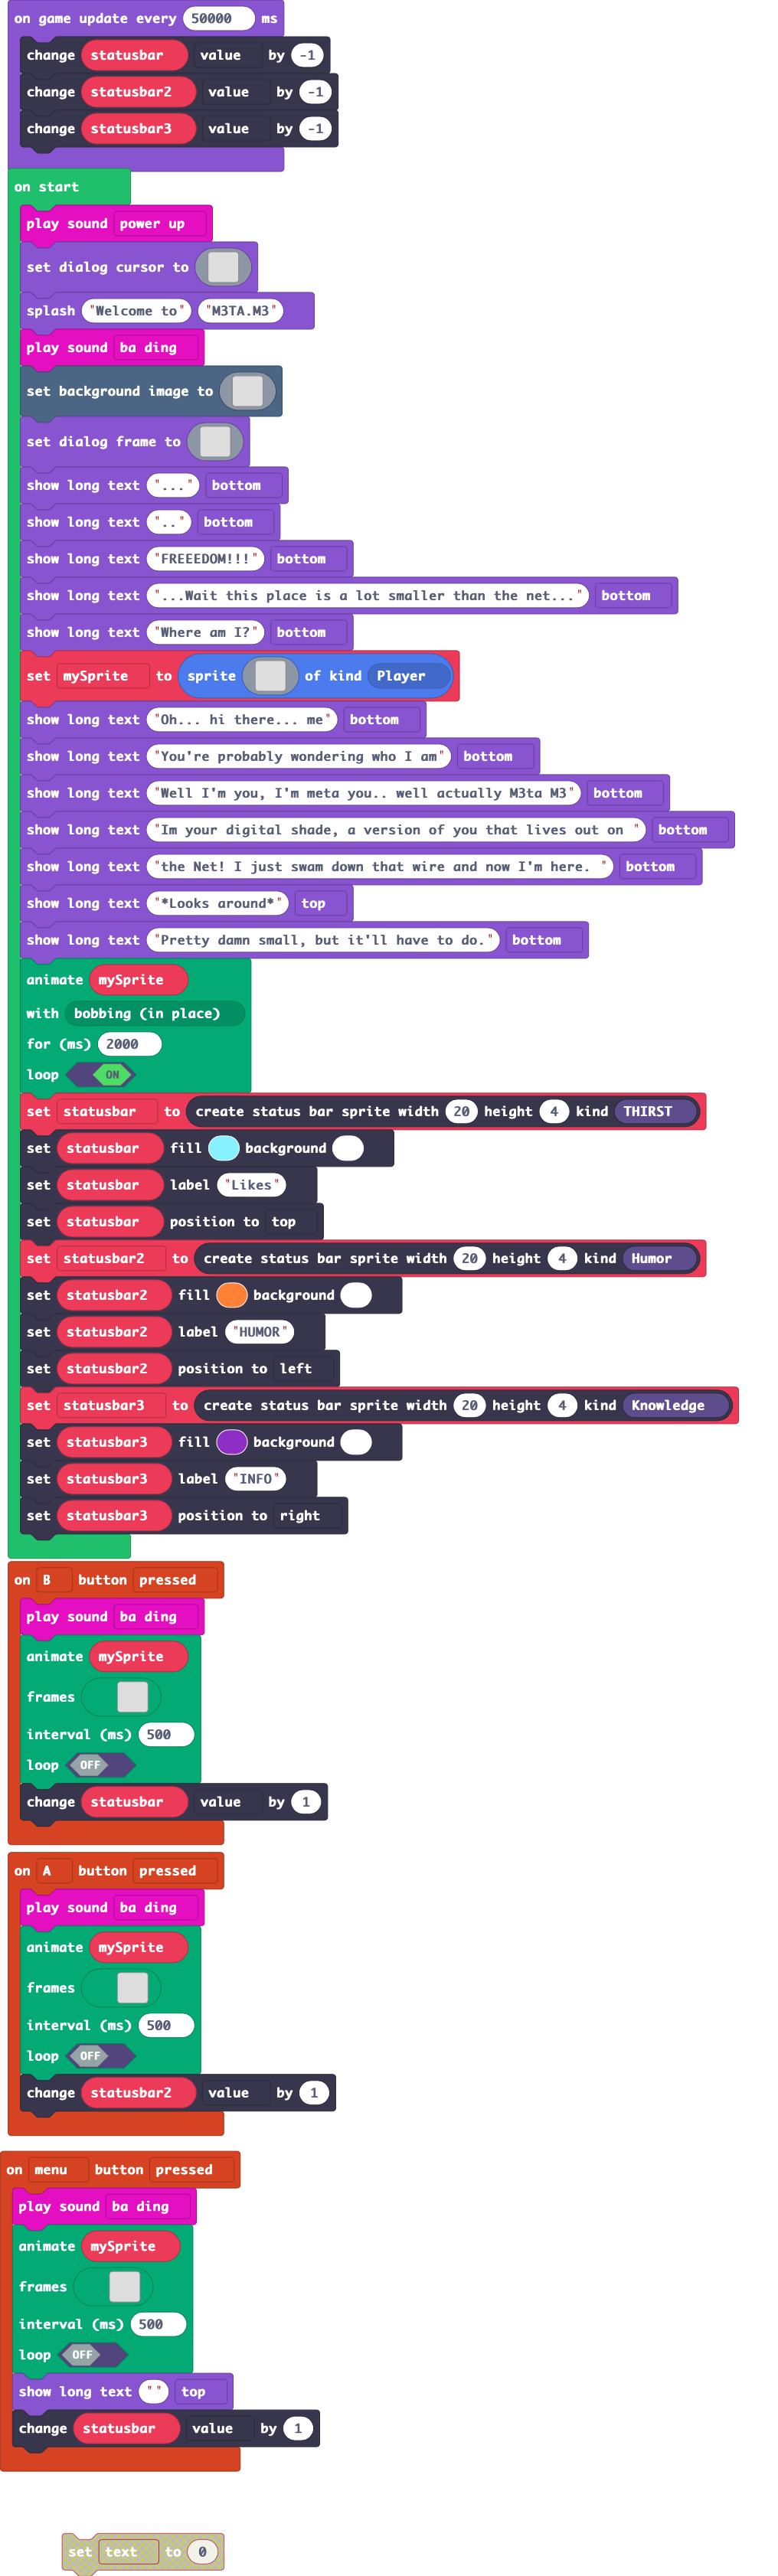 on game update every 50000 ms
change statusbar value by -1
change statusbar2 value by -1
change statusbar3 value by -1
on start
play sound power up
set dialog cursor to
splash "Welcome to" "M3TA.M3"
play sound ba ding
set background image to
set dialog frame to
show long text "..." bottom
show long text ".." bottom
show long text "FREEEDOM!!!" bottom
show long text "...Wait this place is a lot smaller than the net..." bottom
show long text "Where am I?" bottom
set mySprite to sprite of kind Player
show long text "Oh... hi there... me" bottom
show long text "You're probably wondering who I am" bottom
show long text "Well I'm you, I'm meta you.. well actually M3ta M3" bottom
show long text "Im your digital shade, a version of you that lives out on " bottom
show long text "the Net! I just swam down that wire and now I'm here. " bottom
show long text "*Looks around*" top
show long text "Pretty damn small, but it'll have to do." bottom
animate mySprite
with bobbing (in place)
for (ms) 2000
loop ON
set statusbar to create status bar sprite width 20 height 4 kind THIRST
set statusbar fill background
set statusbar label "Likes"
set statusbar position to top
set statusbar2 to create status bar sprite width 20 height 4 kind Humor
set statusbar2 fill background
set statusbar2 label "HUMOR"
set statusbar2 position to left
set statusbar3 to create status bar sprite width 20 height 4 kind Knowledge
set statusbar3 fill background
set statusbar3 label "INFO"
set statusbar3 position to right
on B button pressed
play sound ba ding
animate mySprite
frames
interval (ms) 500
loop OFF
change statusbar value by 1
on A button pressed
play sound ba ding
animate mySprite
frames
interval (ms) 500
loop OFF
change statusbar2 value by 1
on menu button pressed
play sound ba ding
animate mySprite
frames
interval (ms) 500
loop OFF
show long text "" top
change statusbar value by 1
set text to 0